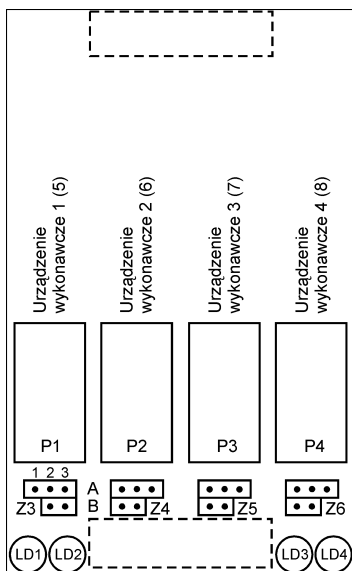 Urządzenie
wykonawcze 1 (5)
Urządzenie
wykonawcze 2 (6)
Urządzenie
wykonawcze 3 (7)
Urządzenie
wykonawcze 4 (8)
P1 P2 P3 P4
1 2 3
A
Z3 B Z4 Z5 Z6
LD1 LD2 LD3 LD4